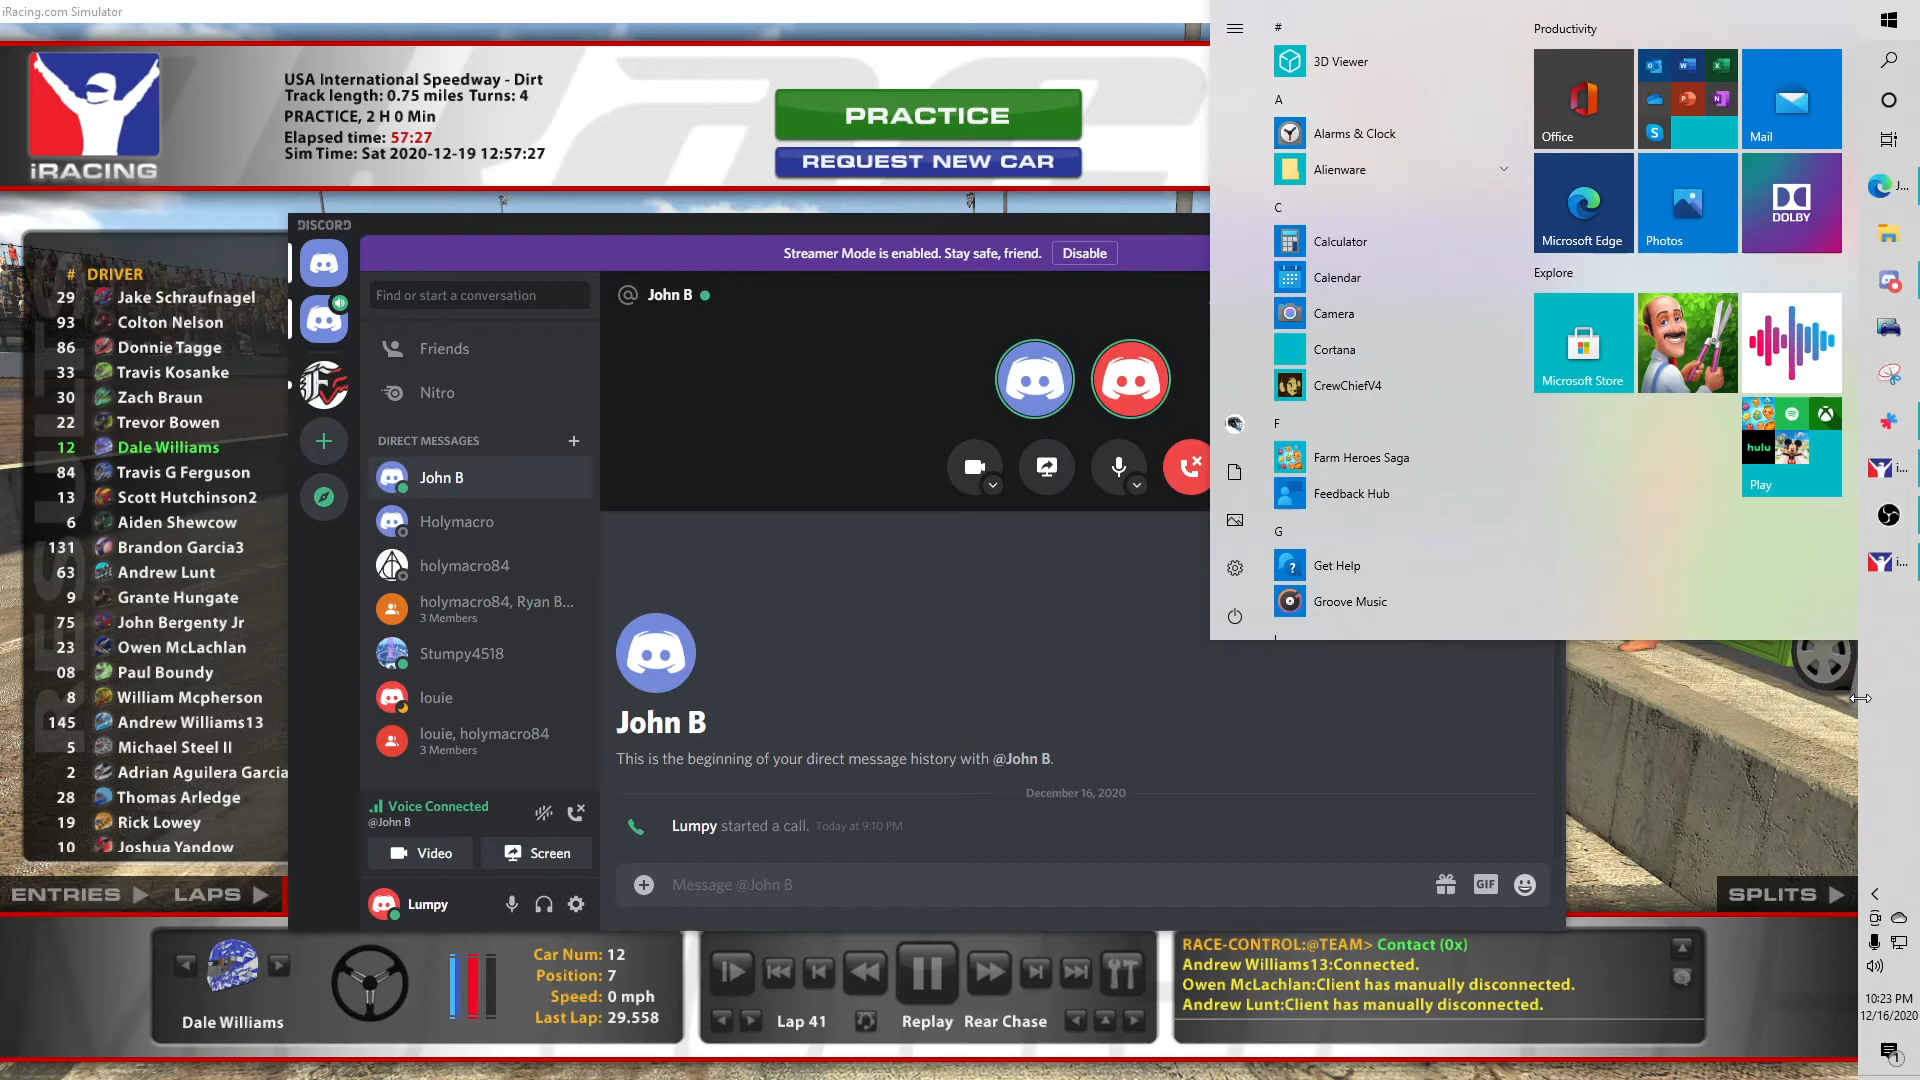 iRacing.com Simulator
iRACING
USA International Speedway - Dirt
Track length: 0.75 miles Turns: 4
PRACTICE, 2 H 0 Min
Elapsed time: 57:27
Sim Time: Sat 2020-12-19 12:57:27
PRACTICE
REQUEST NEW CAR
RESULTS
# DRIVER
29 Jake Schraufnagel
93 Colton Nelson
86 Donnie Tagge
33 Travis Kosanke
30 Zach Braun
22 Trevor Bowen
12 Dale Williams
84 Travis G Ferguson
13 Scott Hutchinson2
6 Aiden Shewcow
131 Brandon Garcia3
63 Andrew Lunt
9 Grante Hungate
75 John Bergenty Jr
23 Owen McLachlan
08 Paul Boundy
8 William Mcpherson
145 Andrew Williams13
5 Michael Steel II
2 Adrian Aguilera Garcia
28 Thomas Arledge
19 Rick Lowey
10 Joshua Yandow
ENTRIES
LAPS
SPLITS
DISCORD
Streamer Mode is enabled. Stay safe, friend.
Disable
Find or start a conversation
Friends
Nitro
DIRECT MESSAGES
John B
Holymacro
holymacro84
holymacro84, Ryan B...
3 Members
Stumpy4518
louie
louie, holymacro84
3 Members
Voice Connected
@John B
Video
Screen
Lumpy
@ John B
John B
This is the beginning of your direct message history with @John B.
December 16, 2020
Lumpy started a call. Today at 9:10 PM
Message @John B
GIF
#
3D Viewer
A
Alarms & Clock
Alienware
C
Calculator
Calendar
Camera
Cortana
CrewChiefV4
F
Farm Heroes Saga
Feedback Hub
G
Get Help
Groove Music
Productivity
Office
Mail
Microsoft Edge
Photos
DOLBY
Explore
Microsoft Store
hulu
Play
J...
i...
i...
10:23 PM
12/16/2020
1
Dale Williams
Car Num: 12
Position: 7
Speed: 0 mph
Last Lap: 29.558
Lap 41
Replay
Rear Chase
RACE-CONTROL:@TEAM> Contact (0x)
Andrew Williams13:Connected.
Owen McLachlan:Client has manually disconnected.
Andrew Lunt:Client has manually disconnected.